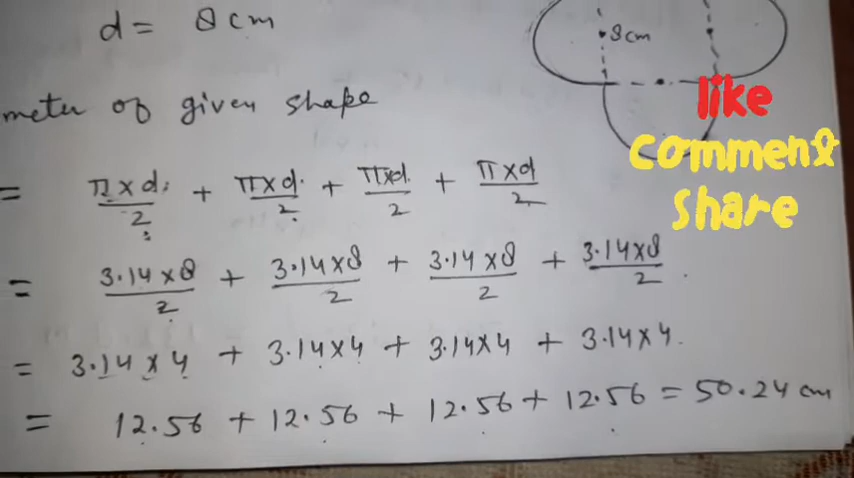 d = 8cm
8cm
meter of given shape
like
comment
share
= π×d/2 + π×d/2 + π×d/2 + π×d/2
= 3.14×8/2 + 3.14×8/2 + 3.14×8/2 + 3.14×8/2
= 3.14×4 + 3.14×4 + 3.14×4 + 3.14×4
= 12.56 + 12.56 + 12.56 + 12.56 = 50.24 cm